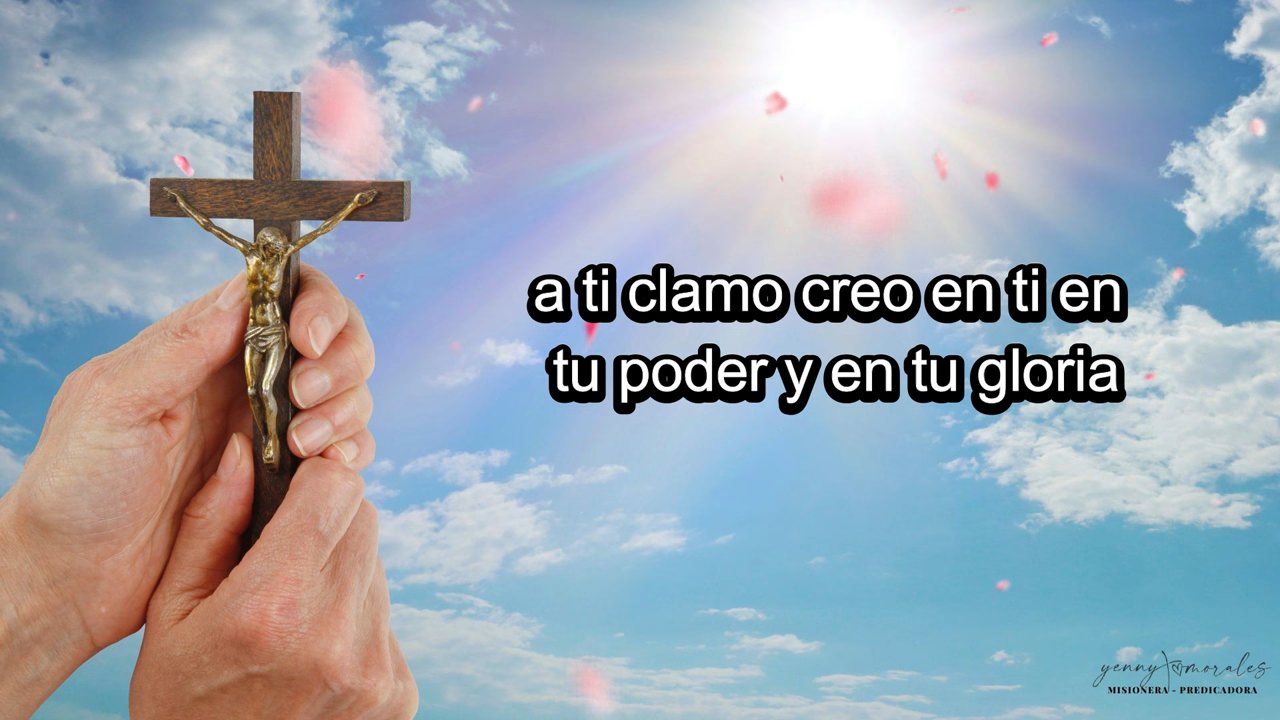 a ti clamo creo en ti en
tu poder y en tu gloria
yenny morales
MISIONERA - PREDICADORA